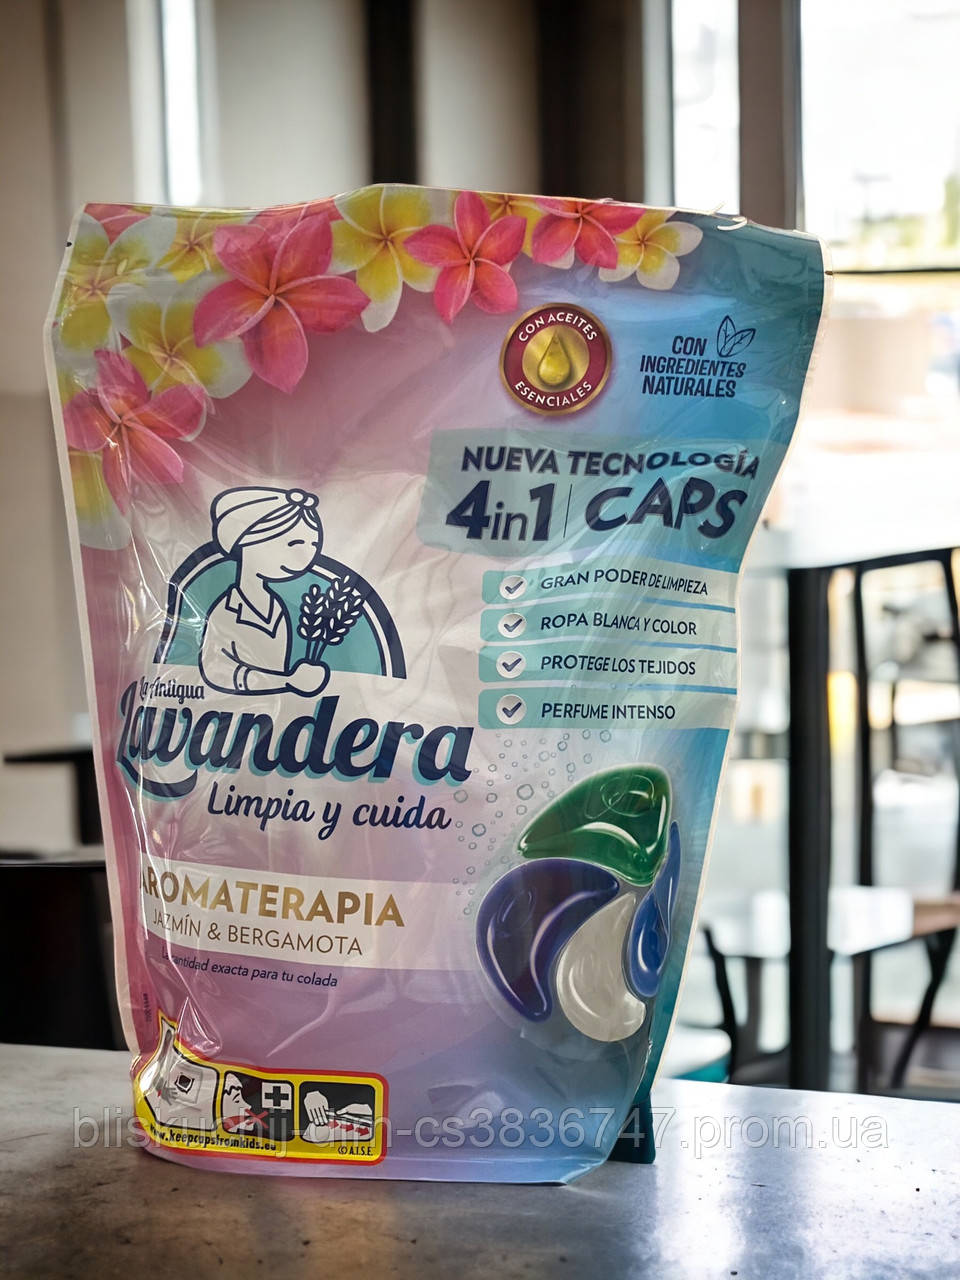 CON ACEITES
ESENCIALES
CON
INGREDIENTES
NATURALES
NUEVA TECNOLOGÍA
4in1 | CAPS
GRAN PODER DE LIMPIEZA
ROPA BLANCA Y COLOR
PROTEGE LOS TEJIDOS
PERFUME INTENSO
La Antigua
Lavandera
Limpia y cuida
AROMATERAPIA
JAZMÍN & BERGAMOTA
La cantidad exacta para tu colada
www.keepcapsfromkids.eu
© A.I.S.E.
bliskuchij-dim-cs3836747.prom.ua